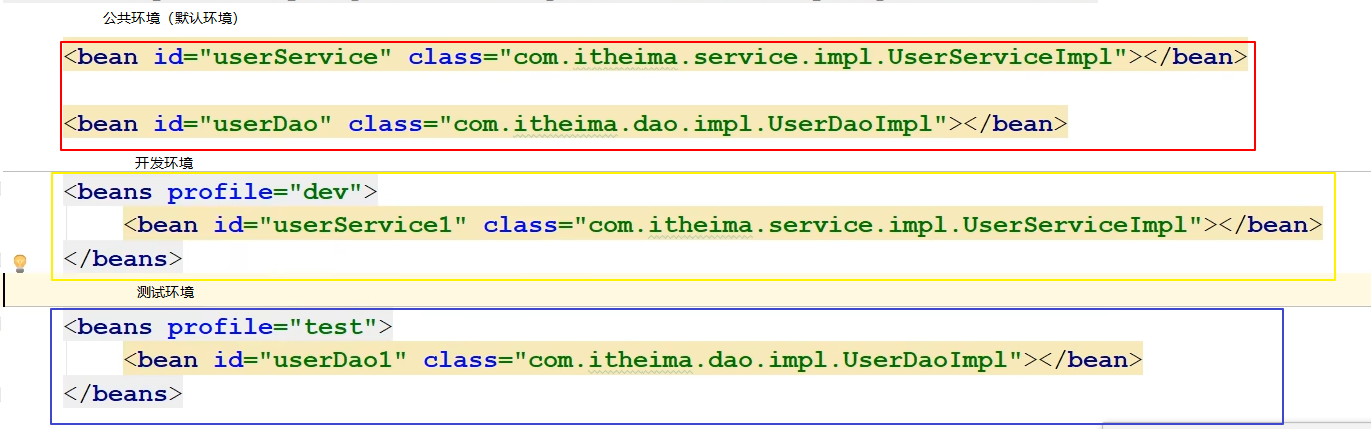 公共环境（默认环境）
<bean id="userService" class="com.itheima.service.impl.UserServiceImpl"></bean>
<bean id="userDao" class="com.itheima.dao.impl.UserDaoImpl"></bean>
开发环境
<beans profile="dev">
<bean id="userService1" class="com.itheima.service.impl.UserServiceImpl"></bean>
</beans>
测试环境
<beans profile="test">
<bean id="userDao1" class="com.itheima.dao.impl.UserDaoImpl"></bean>
</beans>